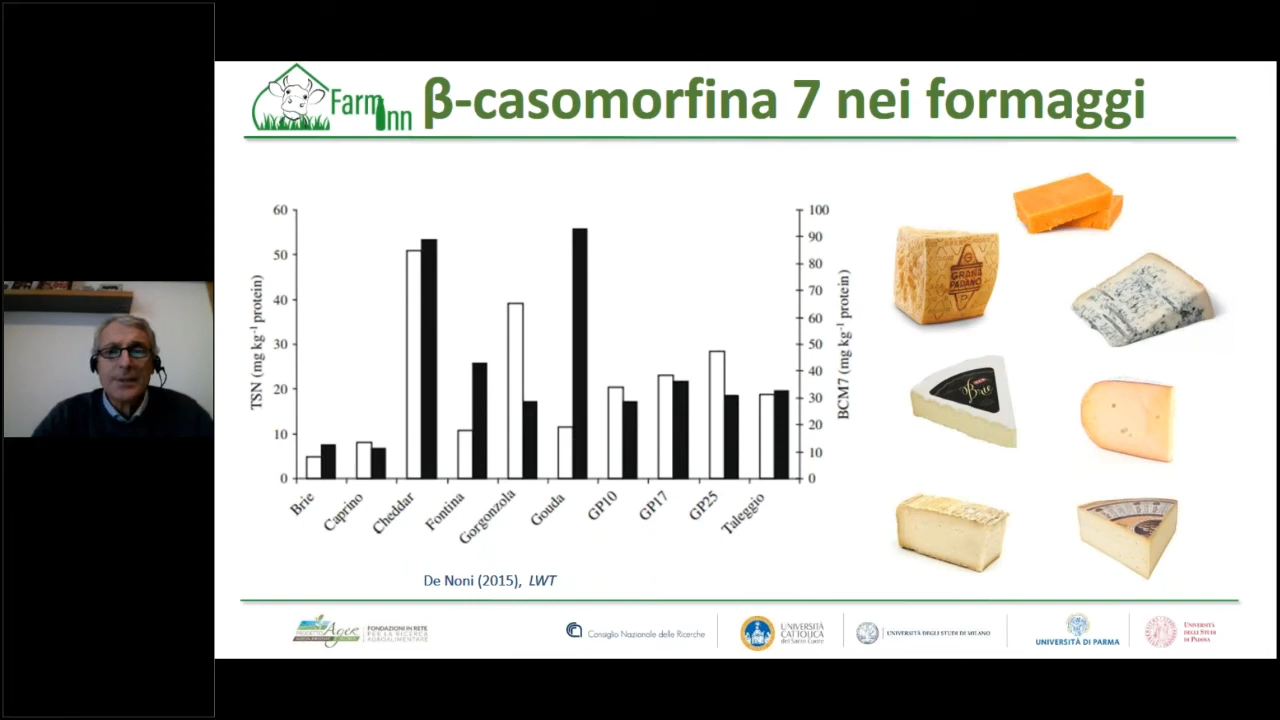 Farm
Inn
β-casomorfina 7 nei formaggi
TSN (mg kg⁻¹ protein)
60
50
40
30
20
10
0
100
90
80
70
60
50
40
30
20
10
0
BCM7 (mg kg⁻¹ protein)
Brie
Caprino
Cheddar
Fontina
Gorgonzola
Gouda
GP10
GP17
GP25
Taleggio
GRANA
PADANO
Brie
De Noni (2015), LWT
Ager
FONDAZIONI IN RETE
PER LA RICERCA
AGROALIMENTARE
Consiglio Nazionale delle Ricerche
UNIVERSITÀ
CATTOLICA
del Sacro Cuore
UNIVERSITÀ DEGLI STUDI DI MILANO
UNIVERSITÀ DI PARMA
UNIVERSITÀ
DEGLI STUDI
DI PADOVA